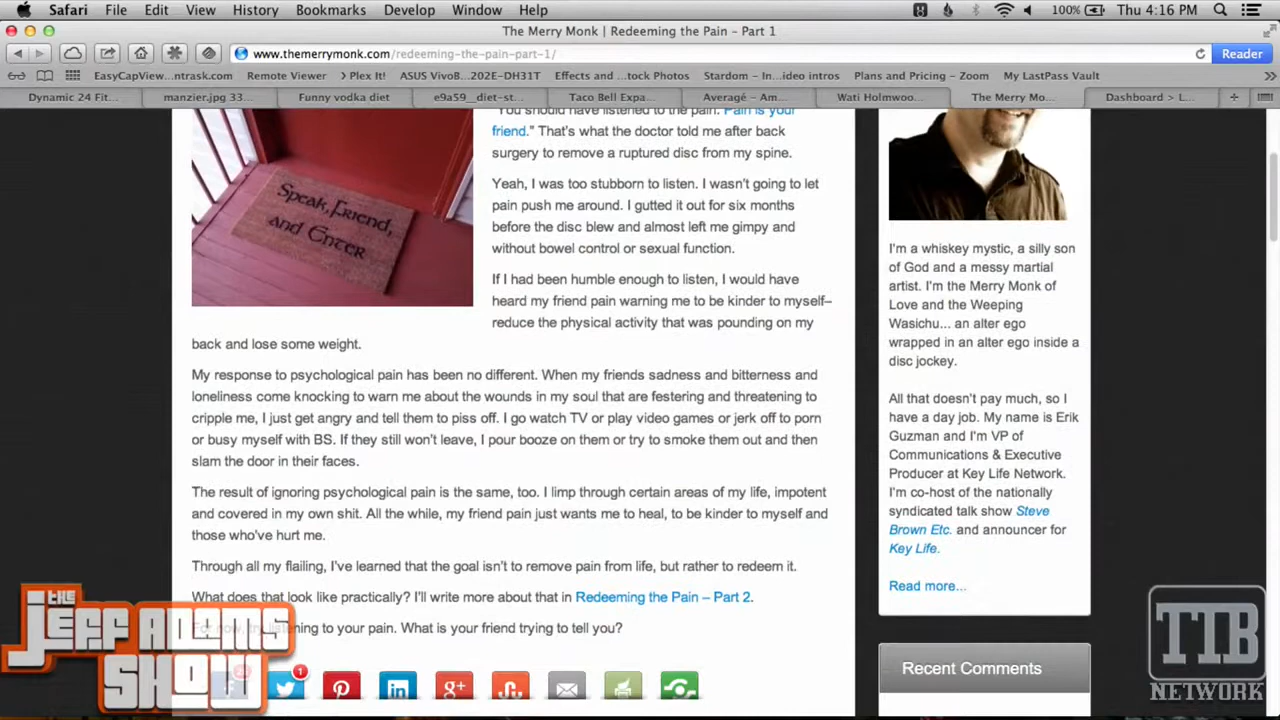 Safari File Edit View History Bookmarks Develop Window Help 100% Thu 4:16 PM
The Merry Monk | Redeeming the Pain – Part 1
www.themerrymonk.com/redeeming-the-pain-part-1/ Reader
EasyCapView...ntrask.com Remote Viewer > Plex It! ASUS VivoB...202E-DH31T Effects and ...tock Photos Stardom - In...ideo intros Plans and Pricing - Zoom My LastPass Vault
Dynamic 24 Fit... manzier.jpg 33... Funny vodka diet e9a59_diet-st... Taco Bell Expa... Averagé – Am... Wati Holmwoo... The Merry Mo... Dashboard > L...
"You should have listened to the pain. Pain is your
friend." That's what the doctor told me after back
surgery to remove a ruptured disc from my spine.
Yeah, I was too stubborn to listen. I wasn't going to let
pain push me around. I gutted it out for six months
before the disc blew and almost left me gimpy and
without bowel control or sexual function.
If I had been humble enough to listen, I would have
heard my friend pain warning me to be kinder to myself–
reduce the physical activity that was pounding on my
back and lose some weight.
Speak, Friend,
and Enter
My response to psychological pain has been no different. When my friends sadness and bitterness and
loneliness come knocking to warn me about the wounds in my soul that are festering and threatening to
cripple me, I just get angry and tell them to piss off. I go watch TV or play video games or jerk off to porn
or busy myself with BS. If they still won't leave, I pour booze on them or try to smoke them out and then
slam the door in their faces.
The result of ignoring psychological pain is the same, too. I limp through certain areas of my life, impotent
and covered in my own shit. All the while, my friend pain just wants me to heal, to be kinder to myself and
those who've hurt me.
Through all my flailing, I've learned that the goal isn't to remove pain from life, but rather to redeem it.
What does that look like practically? I'll write more about that in Redeeming the Pain – Part 2.
For now, try listening to your pain. What is your friend trying to tell you?
1
I'm a whiskey mystic, a silly son
of God and a messy martial
artist. I'm the Merry Monk of
Love and the Weeping
Wasichu... an alter ego
wrapped in an alter ego inside a
disc jockey.
All that doesn't pay much, so I
have a day job. My name is Erik
Guzman and I'm VP of
Communications & Executive
Producer at Key Life Network.
I'm co-host of the nationally
syndicated talk show Steve
Brown Etc. and announcer for
Key Life.
Read more...
Recent Comments
THE
JEFF ADEMS
SHOW
TTB
NETWORK